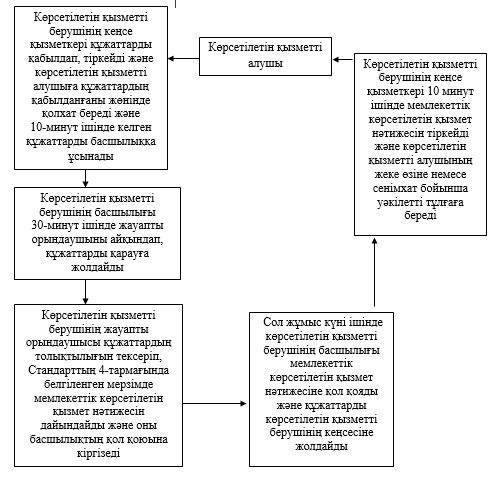 Көрсетілетін қызметті
берушінің кеңсе
қызметкері құжаттарды
қабылдап, тіркейді және
көрсетілетін қызметті
алушыға құжаттардың
қабылданғаны жөнінде
қолхат береді және
10-минут ішінде келген
құжаттарды басшылыққа
ұсынады
Көрсетілетін қызметті
алушы
Көрсетілетін қызметті
берушінің кеңсе
қызметкері 10 минут
ішінде мемлекеттік
көрсетілетін қызмет
нәтижесін тіркейді
және көрсетілетін
қызметті алушының
жеке өзіне немесе
сенімхат бойынша
уәкілетті тұлғаға
береді
Көрсетілетін қызметті
берушінің басшылығы
30-минут ішінде жауапты
орындаушыны айқындап,
құжаттарды қарауға
жолдайды
Көрсетілетін қызметті
берушінің жауапты
орындаушысы құжаттардың
толықтылығын тексеріп,
Стандарттың 4-тармағында
белгіленген мерзімде
мемлекеттік көрсетілетін
қызмет нәтижесін
дайындайды және оны
басшылықтың қол қоюына
кіргізеді
Сол жұмыс күні ішінде
көрсетілетін қызметті
берушінің басшылығы
мемлекеттік
көрсетілетін қызмет
нәтижесіне қол қояды
және құжаттарды
көрсетілетін қызметті
берушінің кеңсесіне
жолдайды